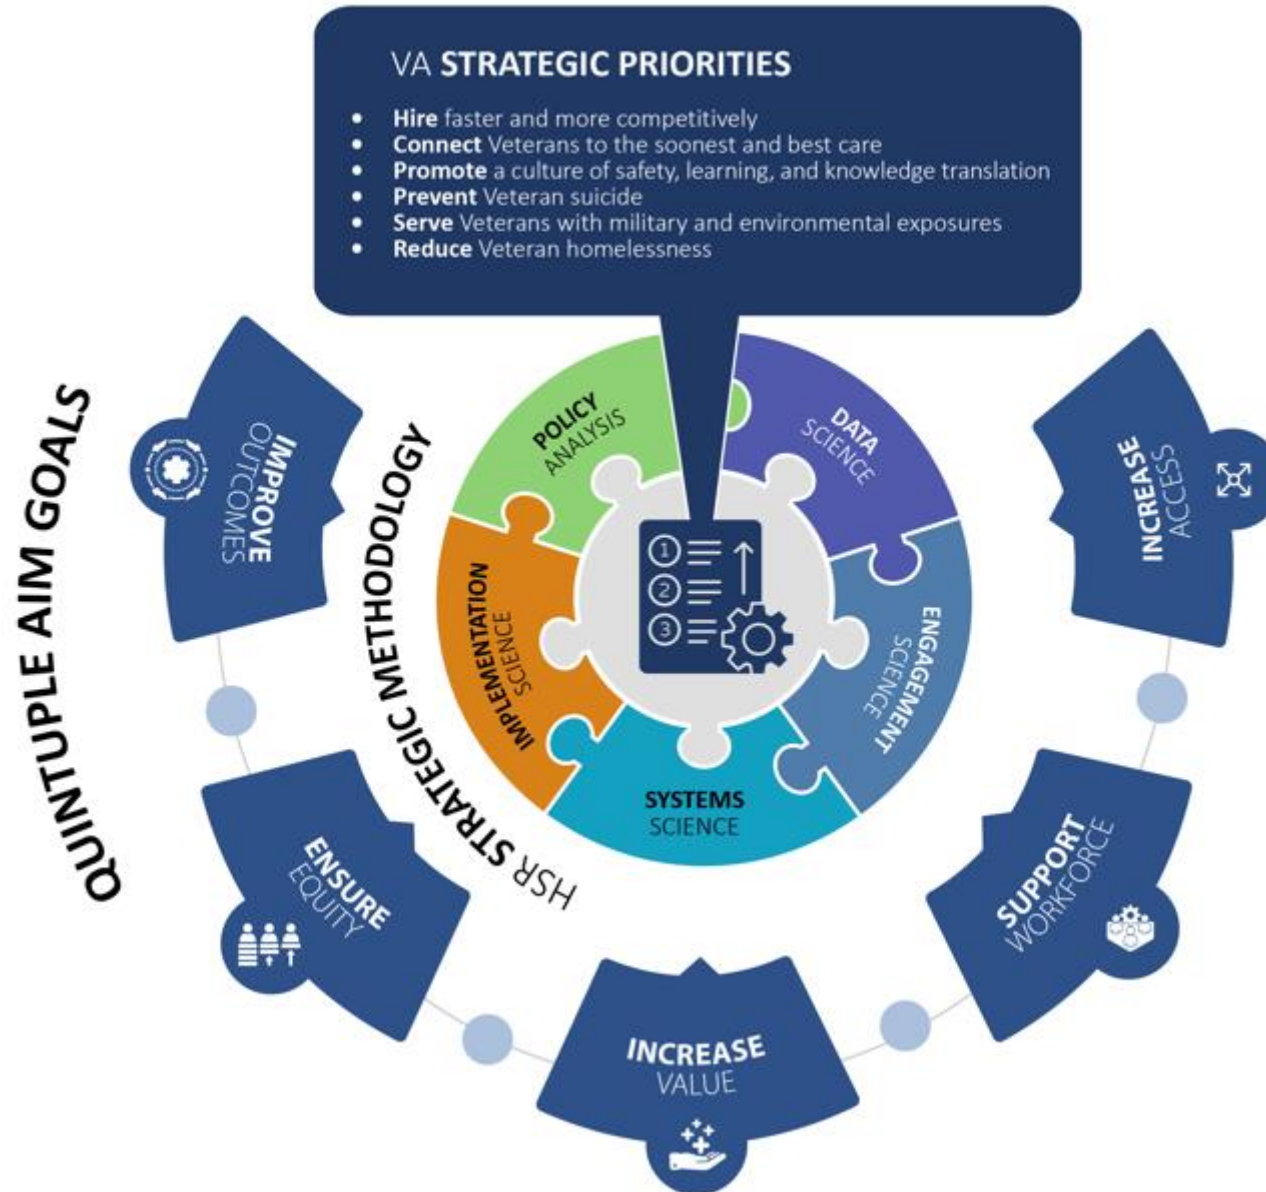 VA STRATEGIC PRIORITIES
• Hire faster and more competitively
• Connect Veterans to the soonest and best care
• Promote a culture of safety, learning, and knowledge translation
• Prevent Veteran suicide
• Serve Veterans with military and environmental exposures
• Reduce Veteran homelessness
QUINTUPLE AIM GOALS
IMPROVE
OUTCOMES
ENSURE
EQUITY
INCREASE
VALUE
SUPPORT
WORKFORCE
INCREASE
ACCESS
HSR STRATEGIC METHODOLOGY
POLICY
ANALYSIS
DATA
SCIENCE
ENGAGEMENT
SCIENCE
SYSTEMS
SCIENCE
IMPLEMENTATION
SCIENCE
1
2
3